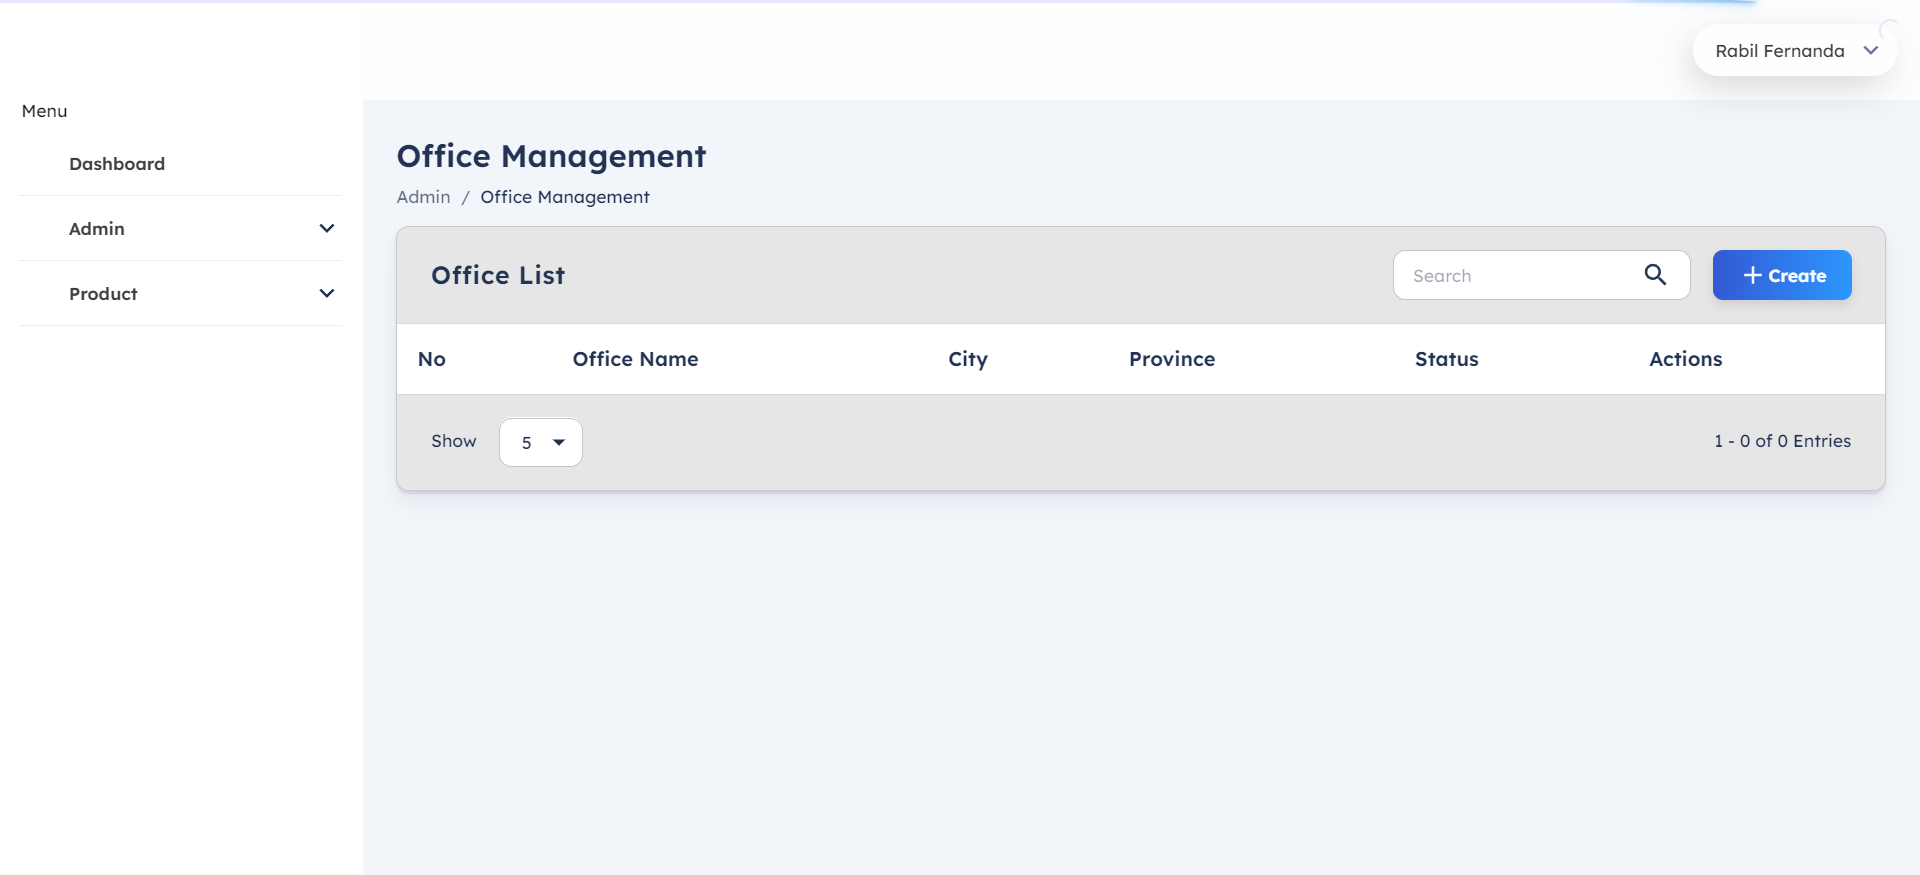 Rabil Fernanda
Menu
Dashboard
Admin
Product
Office Management
Admin / Office Management
Office List
Search
Create
No Office Name City Province Status Actions
Show 5
1 - 0 of 0 Entries